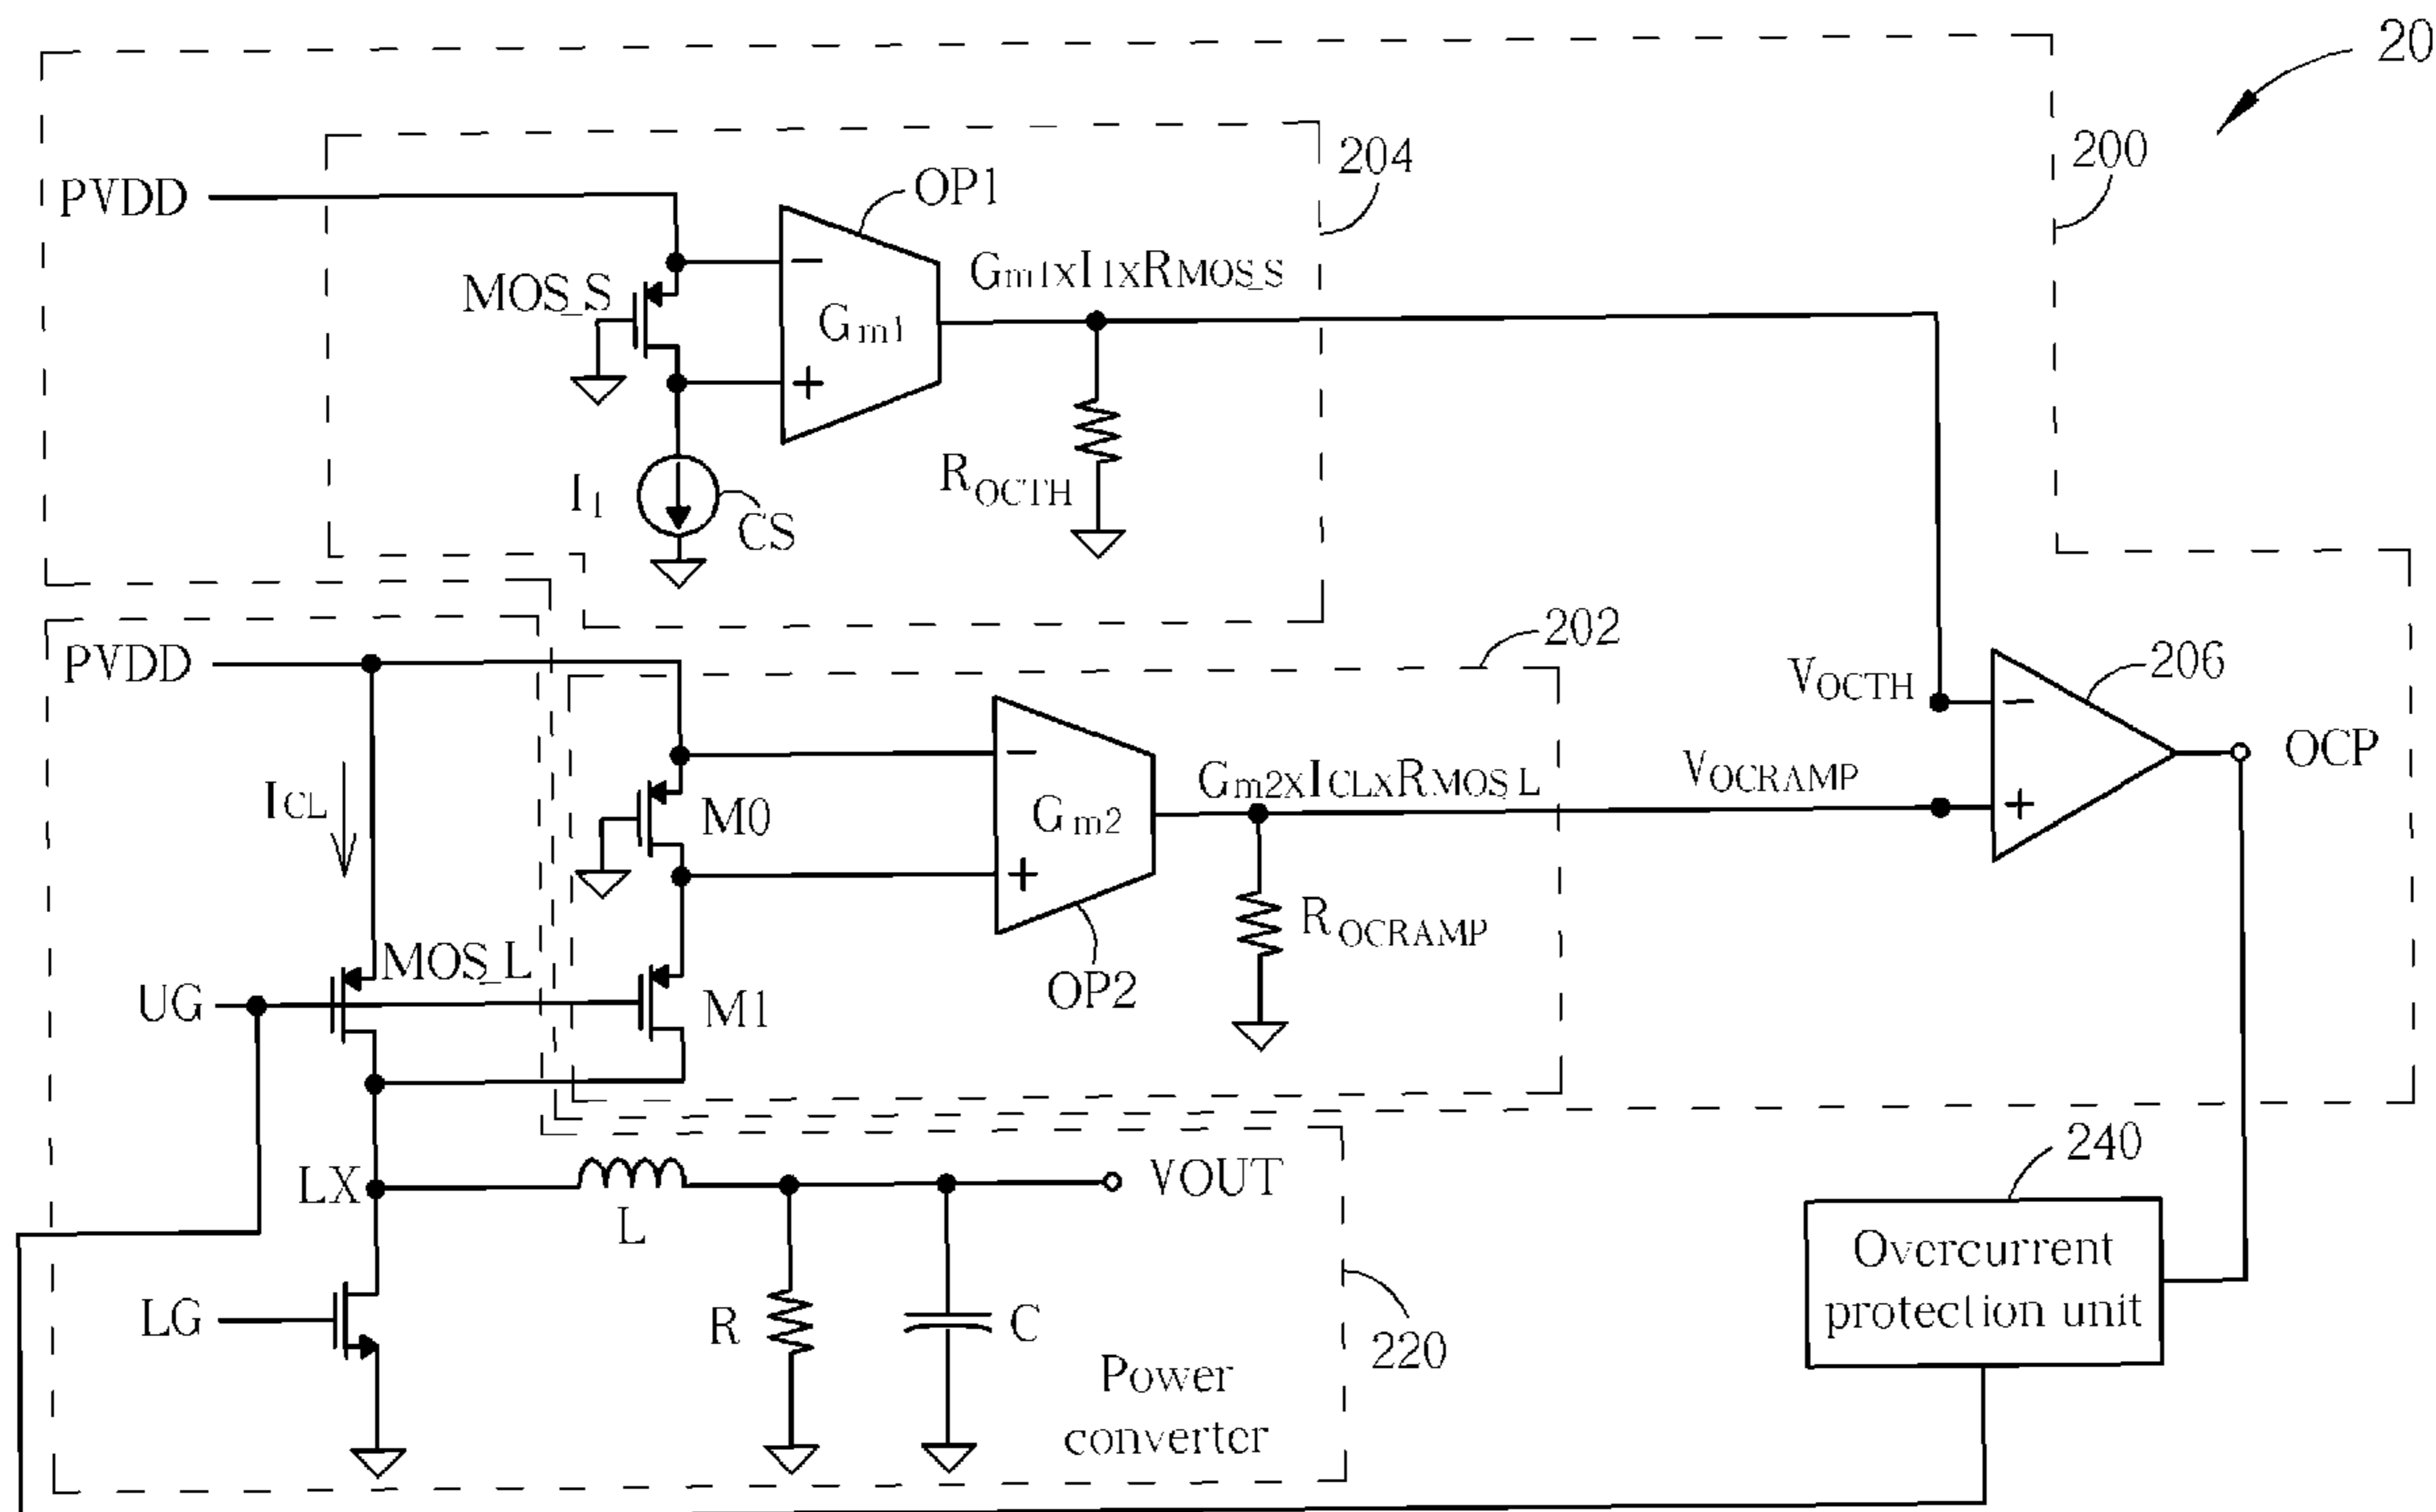 20
200
204
PVDD
OP1
MOS_S
−
Gm1
+
Gm1xI1xRMOS_S
I1
CS
ROCTH
202
PVDD
206
VOCTH
−
OCP
ICL
M0
−
Gm2
+
Gm2xICLxRMOS_L
VOCRAMP
+
MOS_L
ROCRAMP
UG
M1
OP2
240
LX
L
VOUT
Overcurrent
protection unit
LG
R
C
220
Power
converter